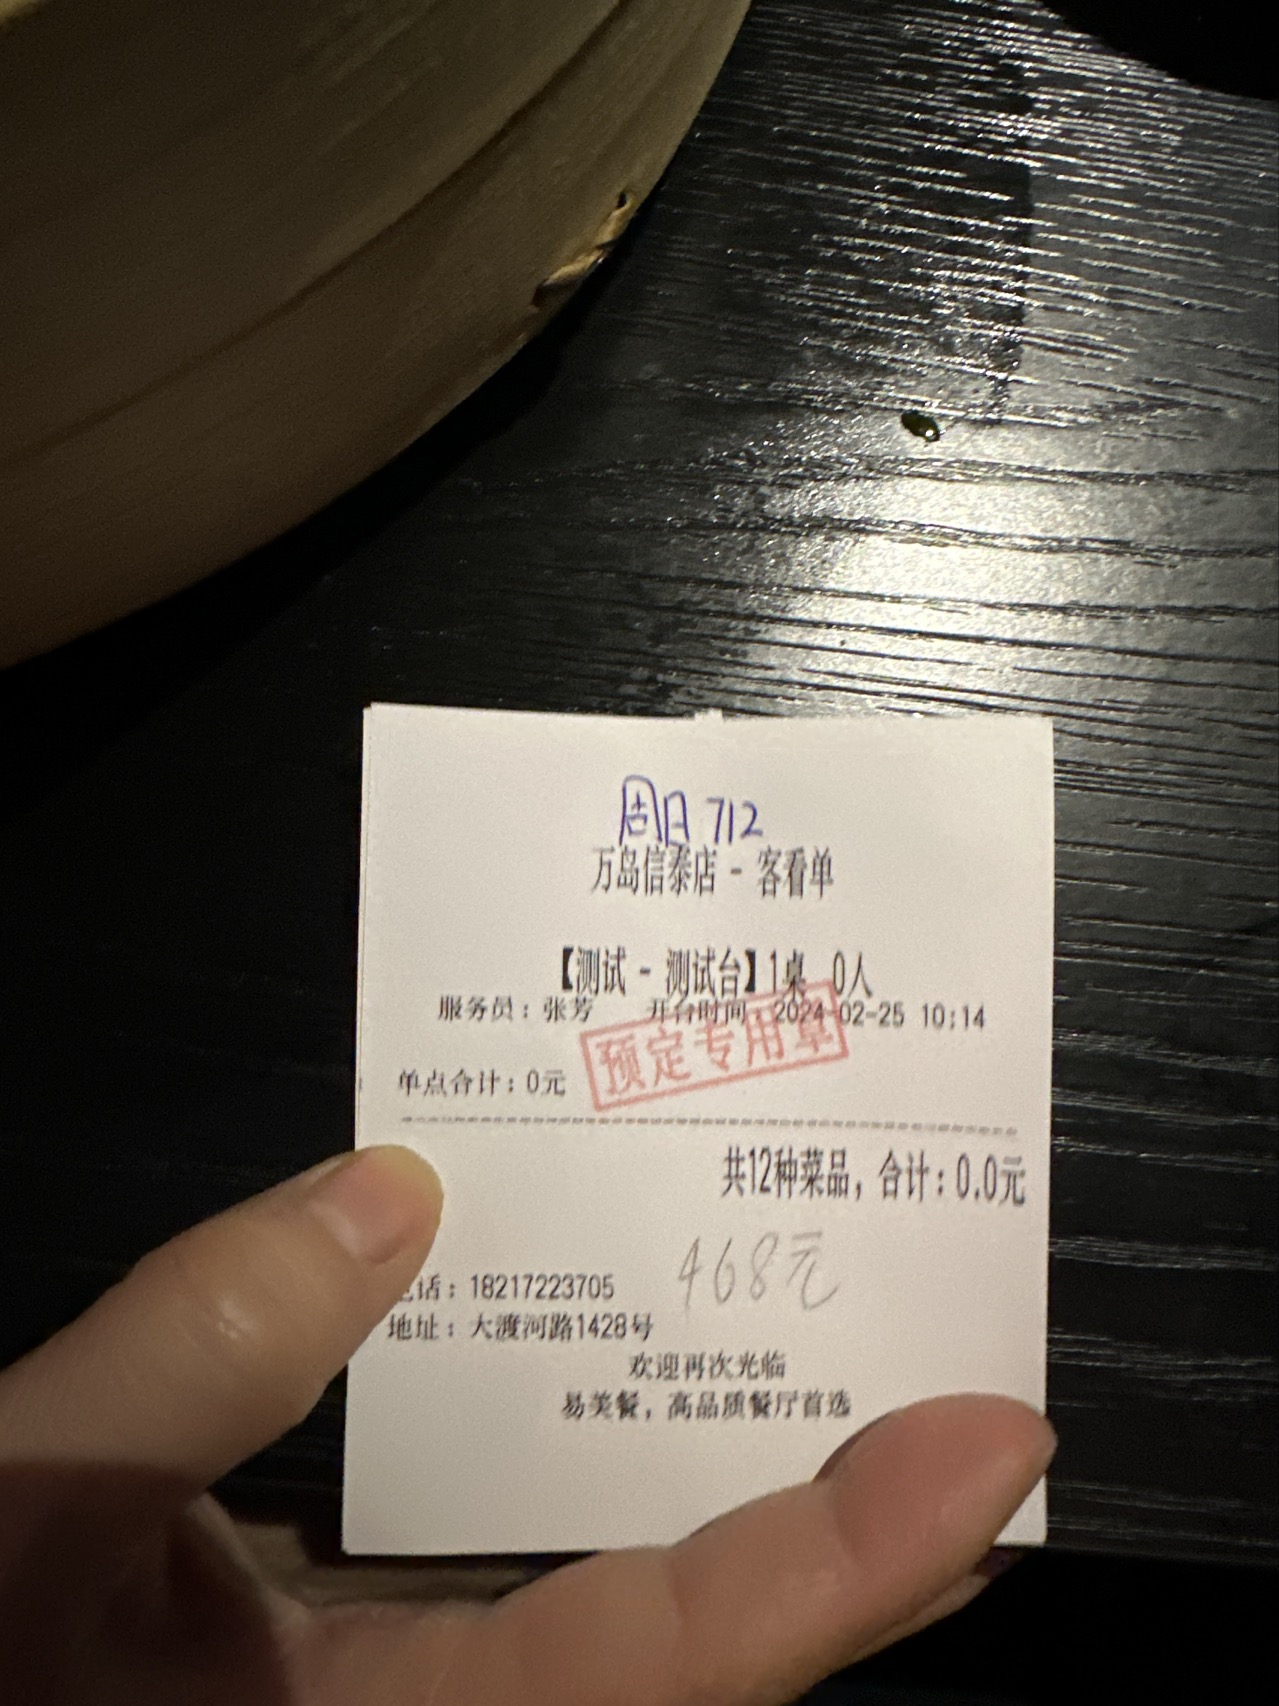 周日 712
万岛信泰店 - 客看单
【测试 - 测试台】1桌 0人
服务员：张芳 开台时间 2024-02-25 10:14
预定专用章
单点合计：0元
共12种菜品，合计：0.0元
468元
话：18217223705
地址：大渡河路1428号
欢迎再次光临
易美餐，高品质餐厅首选